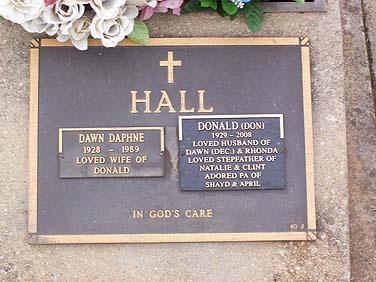 HALL
DAWN DAPHNE
1928 - 1989
LOVED WIFE OF
DONALD
DONALD (DON)
1929 - 2008
LOVED HUSBAND OF
DAWN (DEC.) & RHONDA
LOVED STEPFATHER OF
NATALIE & CLINT
ADORED PA OF
SHAYD & APRIL
IN GOD'S CARE